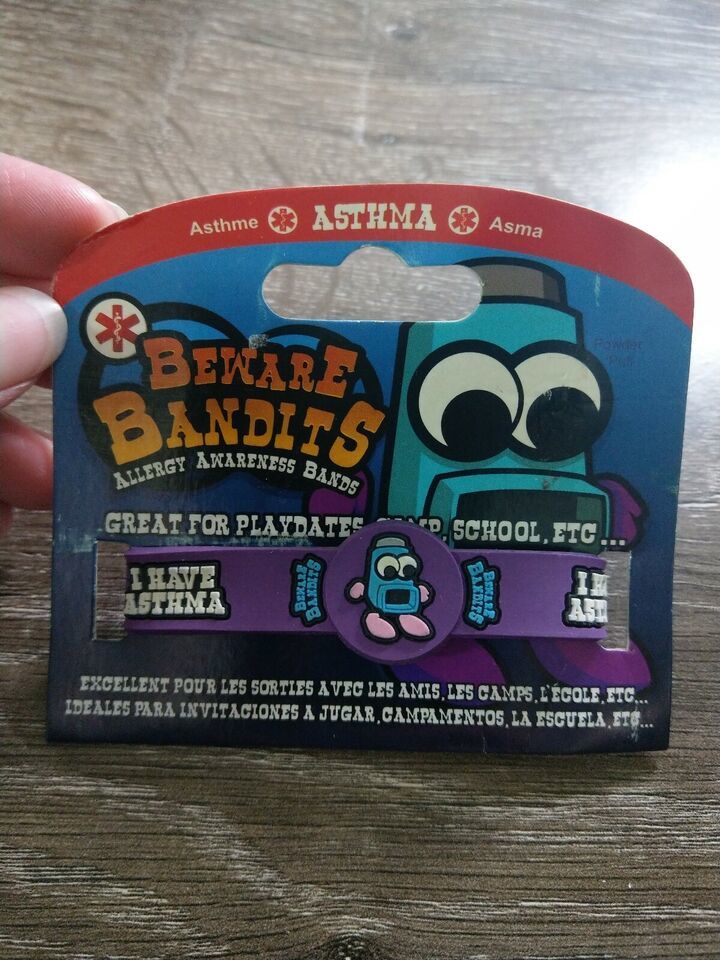 Asthme ASTHMA Asma
BEWARE
BANDITS
ALLERGY AWARENESS BANDS
Powder
Puff
GREAT FOR PLAYDATES, SCHOOL, ETC...
I HAVE
ASTHMA
BEWARE
BANDITS
BEWARE
BANDITS
EXCELLENT POUR LES SORTIES AVEC LES AMIS, LES CAMPS, L'ÉCOLE, ETC...
IDEALES PARA INVITACIONES A JUGAR, CAMPAMENTOS, LA ESCUELA, ETC...